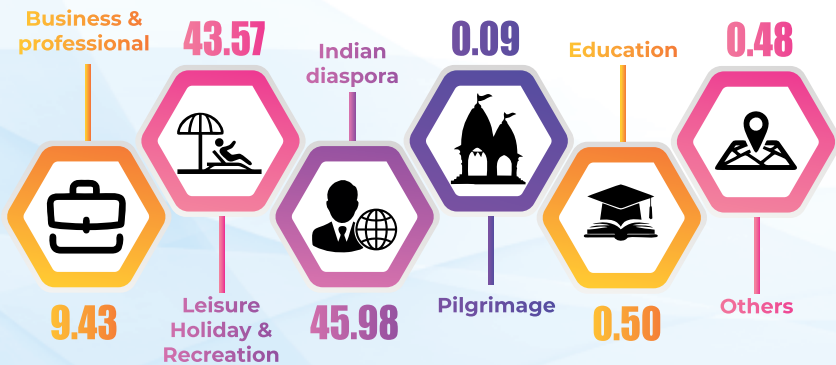 Business &
professional
9.43
43.57
Leisure
Holiday &
Recreation
Indian
diaspora
45.98
0.09
Pilgrimage
Education
0.50
0.48
Others